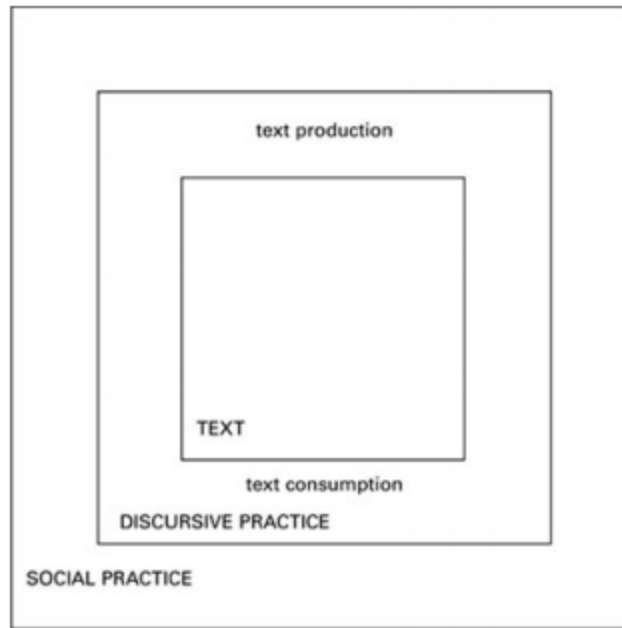 text production
TEXT
text consumption
DISCURSIVE PRACTICE
SOCIAL PRACTICE